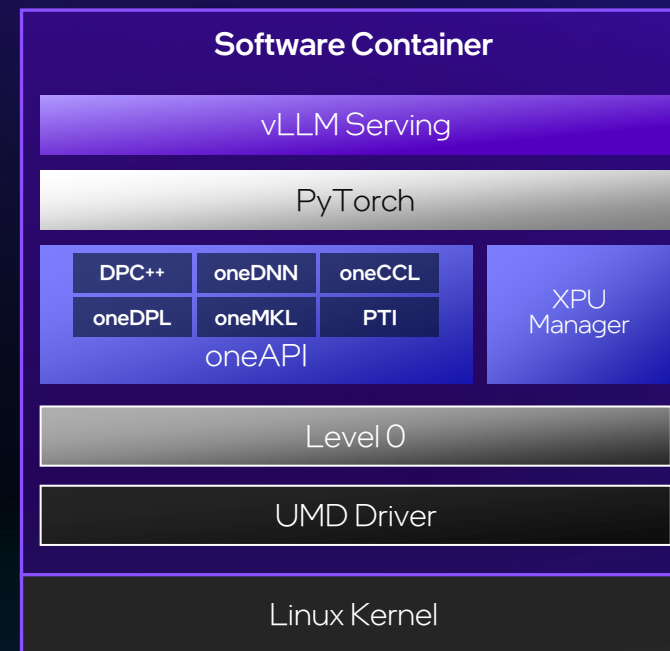 Software Container
vLLM Serving
PyTorch
DPC++ oneDNN oneCCL
oneDPL oneMKL PTI
oneAPI
XPU
Manager
Level 0
UMD Driver
Linux Kernel